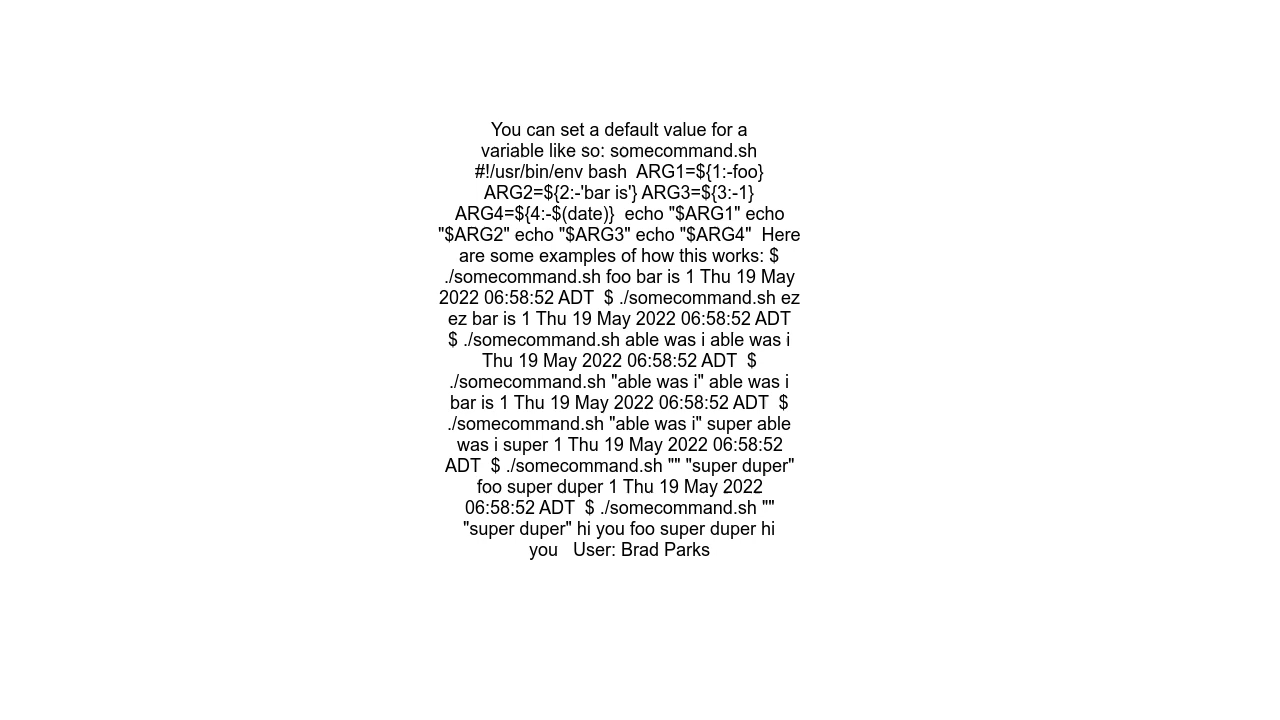 You can set a default value for a
variable like so: somecommand.sh
#!/usr/bin/env bash  ARG1=${1:-foo}
ARG2=${2:-'bar is'} ARG3=${3:-1}
ARG4=${4:-$(date)}  echo "$ARG1" echo
"$ARG2" echo "$ARG3" echo "$ARG4"  Here
are some examples of how this works: $
./somecommand.sh foo bar is 1 Thu 19 May
2022 06:58:52 ADT  $ ./somecommand.sh ez
ez bar is 1 Thu 19 May 2022 06:58:52 ADT
$ ./somecommand.sh able was i able was i
Thu 19 May 2022 06:58:52 ADT  $
./somecommand.sh "able was i" able was i
bar is 1 Thu 19 May 2022 06:58:52 ADT  $
./somecommand.sh "able was i" super able
was i super 1 Thu 19 May 2022 06:58:52
ADT  $ ./somecommand.sh "" "super duper"
foo super duper 1 Thu 19 May 2022
06:58:52 ADT  $ ./somecommand.sh ""
"super duper" hi you foo super duper hi
you   User: Brad Parks